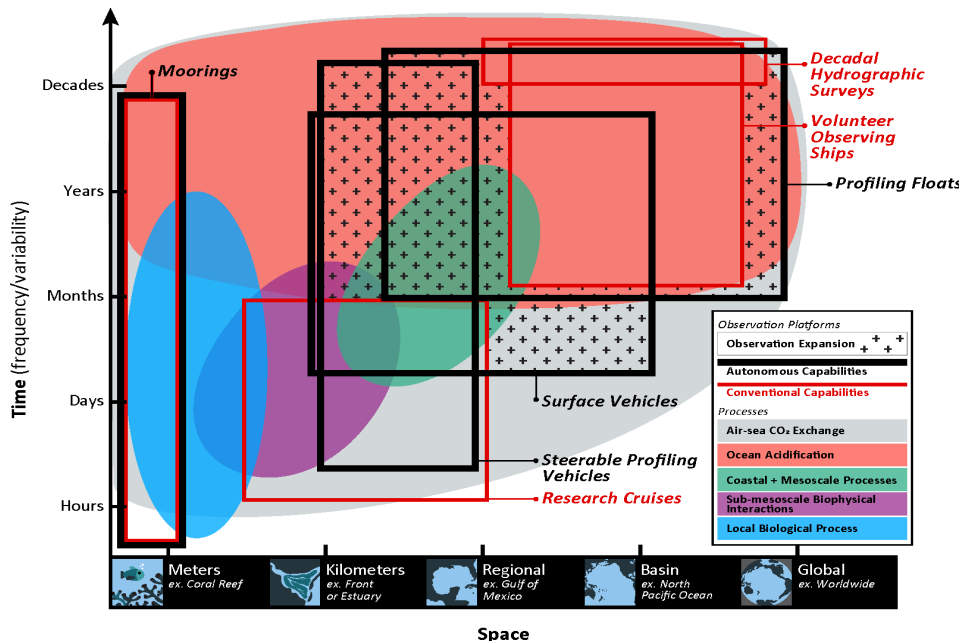 Moorings
Decadal
Hydrographic
Surveys
Decades
Volunteer
Observing
Ships
Profiling Floats
Years
Time (frequency/variability)
Months
Observation Platforms
Observation Expansion
Autonomous Capabilities
Conventional Capabilities
Processes
Air-sea CO₂ Exchange
Ocean Acidification
Coastal + Mesoscale Processes
Sub-mesoscale Biophysical
Interactions
Local Biological Process
Days
Surface Vehicles
Steerable Profiling
Vehicles
Research Cruises
Hours
Meters
ex. Coral Reef
Kilometers
ex. Front
or Estuary
Regional
ex. Gulf of
Mexico
Basin
ex. North
Pacific Ocean
Global
ex. Worldwide
Space